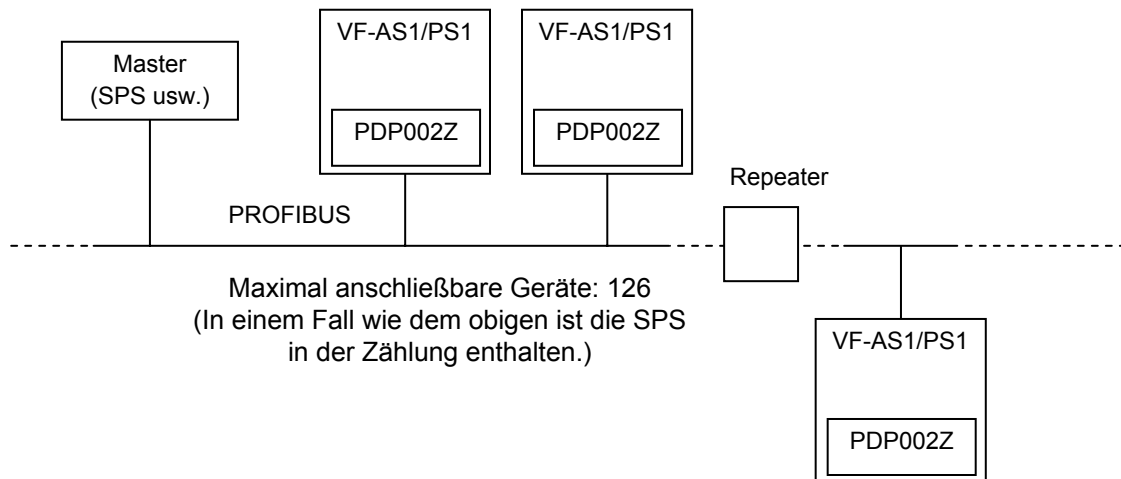 Master
(SPS usw.)
VF-AS1/PS1
PDP002Z
VF-AS1/PS1
PDP002Z
Repeater
PROFIBUS
Maximal anschließbare Geräte: 126
(In einem Fall wie dem obigen ist die SPS
in der Zählung enthalten.)
VF-AS1/PS1
PDP002Z